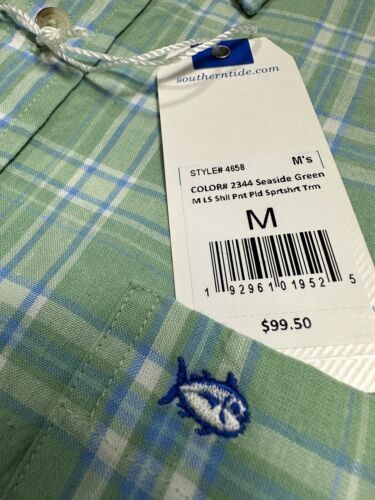 southerntide.com
STYLE# 4658 M's
COLOR# 2344 Seaside Green
M LS Shll Pnt Pld Sprtshrt Trm
M
1 92961 01952 5
$99.50